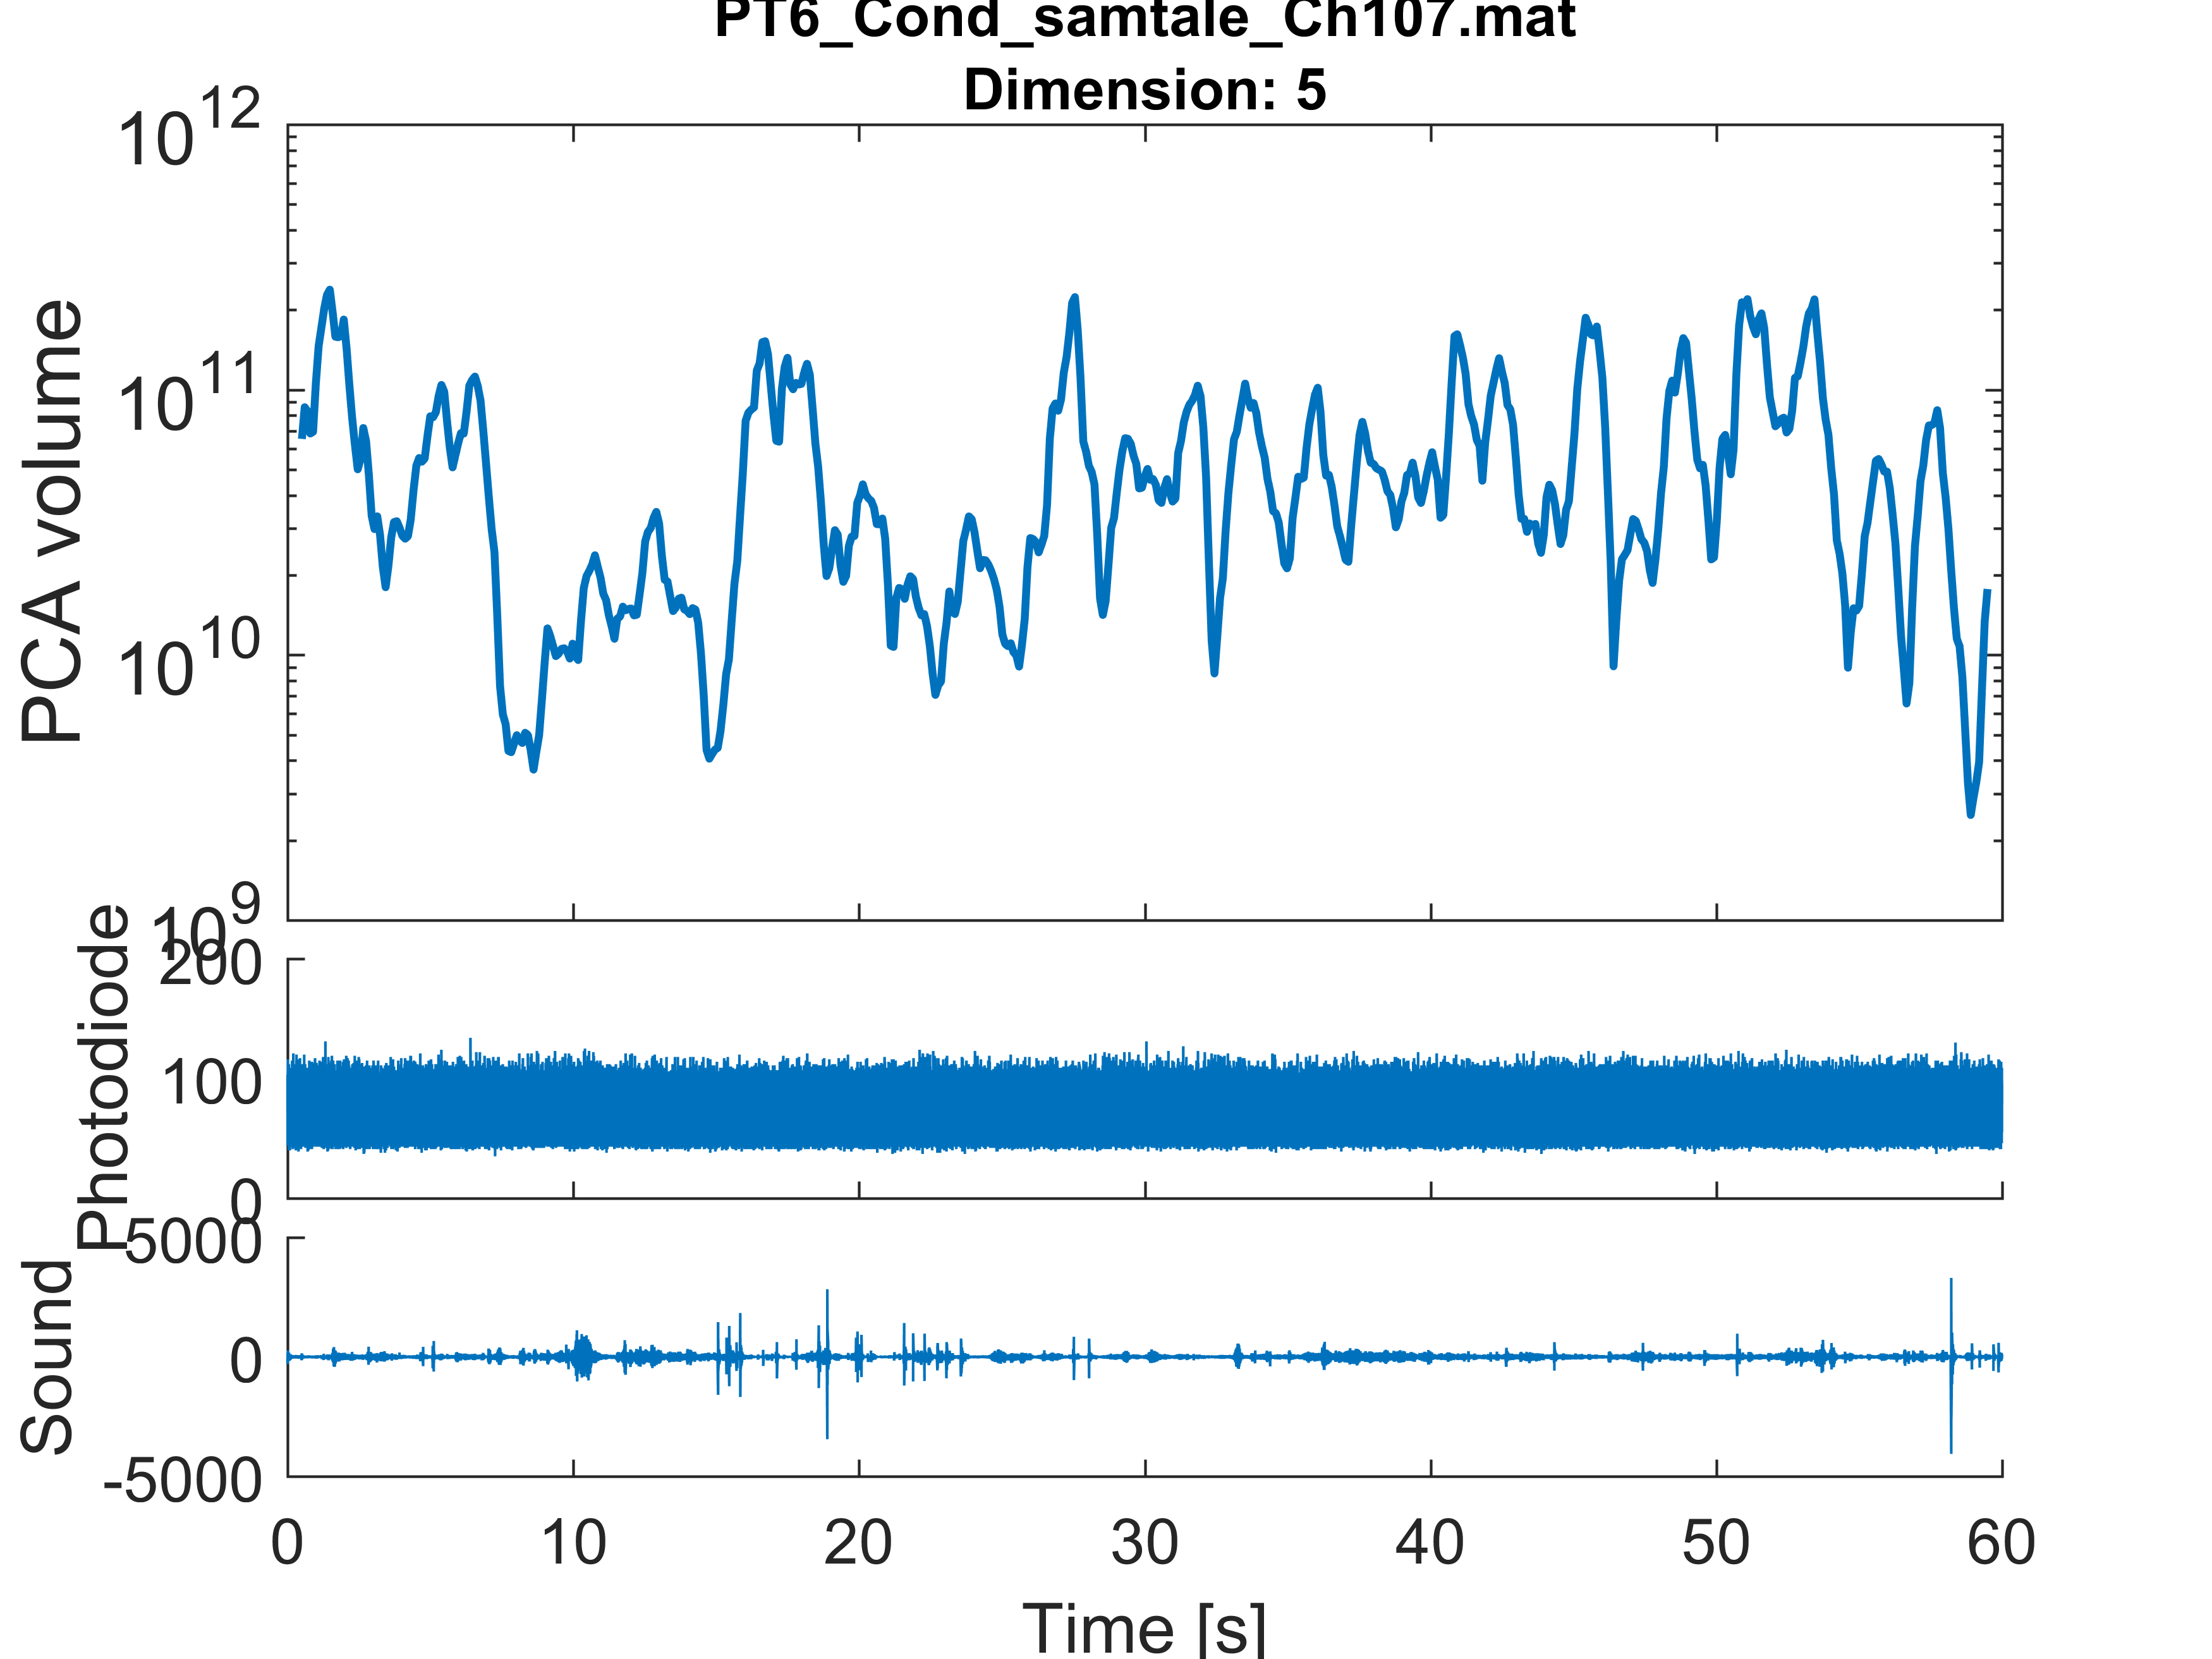 PT6_Cond_samtale_Ch107.mat
Dimension: 5
PCA volume
10^12
10^11
10^10
10^9
Photodiode
200
100
0
Sound
5000
0
-5000
0 10 20 30 40 50 60
Time [s]